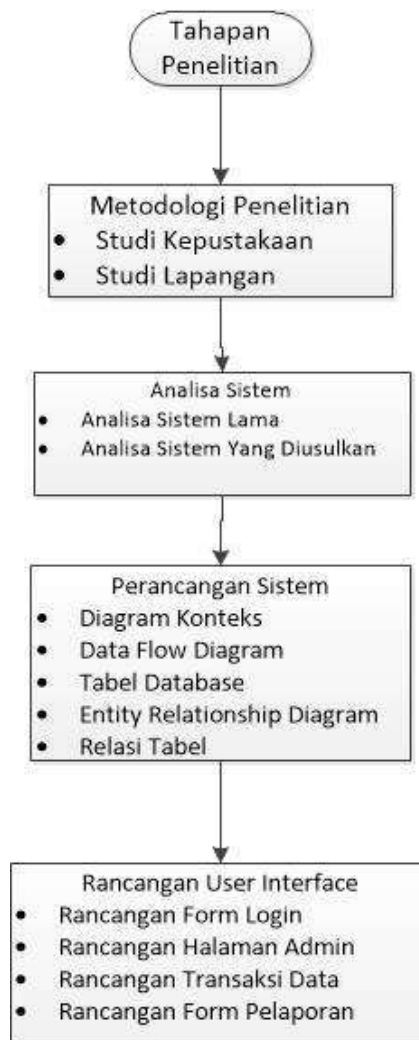 Tahapan
Penelitian
Metodologi Penelitian
• Studi Kepustakaan
• Studi Lapangan
Analisa Sistem
• Analisa Sistem Lama
• Analisa Sistem Yang Diusulkan
Perancangan Sistem
• Diagram Konteks
• Data Flow Diagram
• Tabel Database
• Entity Relationship Diagram
• Relasi Tabel
Rancangan User Interface
• Rancangan Form Login
• Rancangan Halaman Admin
• Rancangan Transaksi Data
• Rancangan Form Pelaporan